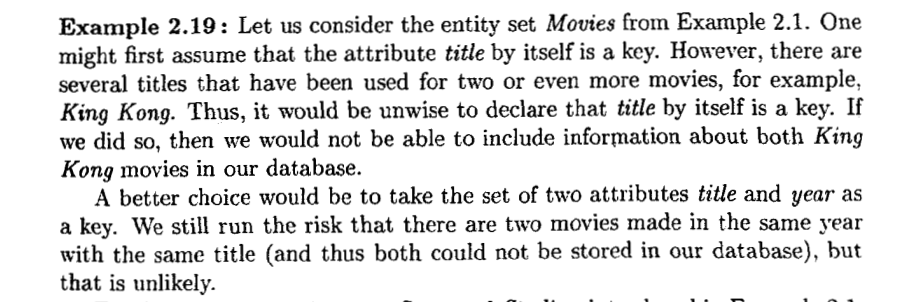 Example 2.19: Let us consider the entity set Movies from Example 2.1. One
might first assume that the attribute title by itself is a key. However, there are
several titles that have been used for two or even more movies, for example,
King Kong. Thus, it would be unwise to declare that title by itself is a key. If
we did so, then we would not be able to include information about both King
Kong movies in our database.
A better choice would be to take the set of two attributes title and year as
a key. We still run the risk that there are two movies made in the same year
with the same title (and thus both could not be stored in our database), but
that is unlikely.